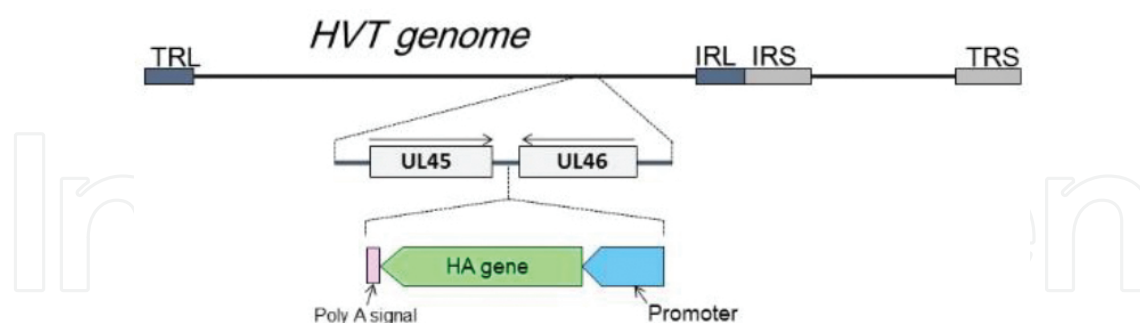 HVT genome
TRL
IRL IRS
TRS
UL45
UL46
HA gene
Poly A signal
Promoter